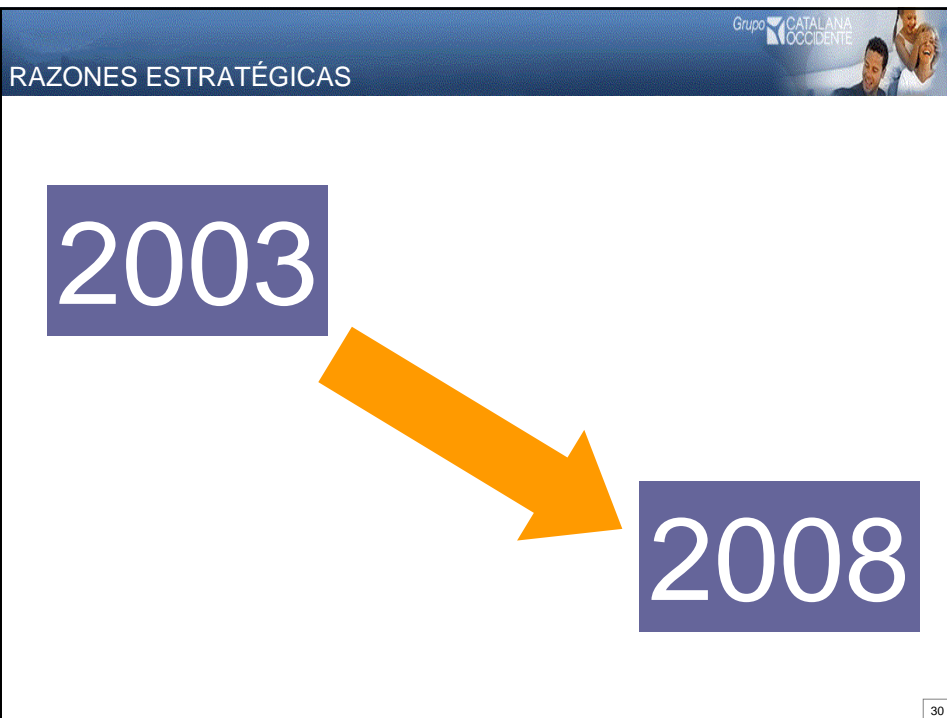 Grupo CATALANA
OCCIDENTE
RAZONES ESTRATÉGICAS
2003
2008
30